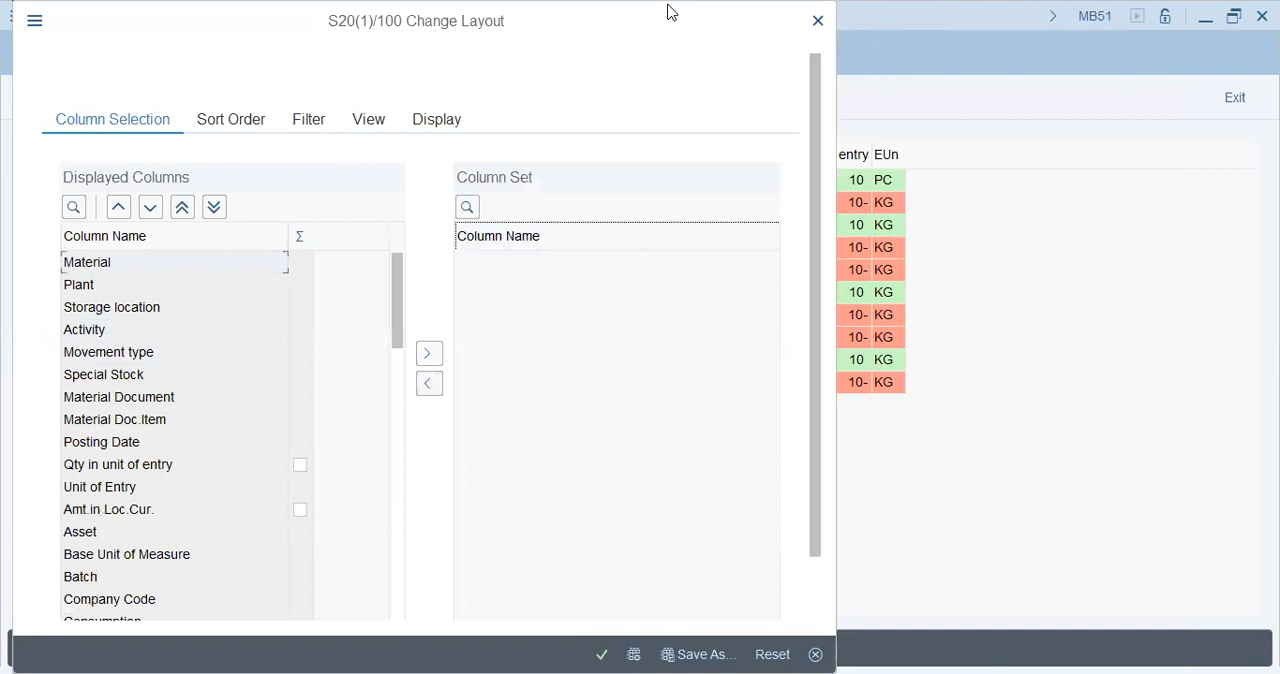 S20(1)/100 Change Layout
MB51
Exit
Column Selection Sort Order Filter View Display
Displayed Columns
Column Name Σ
Material
Plant
Storage location
Activity
Movement type
Special Stock
Material Document
Material Doc.Item
Posting Date
Qty in unit of entry
Unit of Entry
Amt.in Loc.Cur.
Asset
Base Unit of Measure
Batch
Company Code
Consumption
Column Set
Column Name
entry EUn
10 PC
10- KG
10 KG
10- KG
10- KG
10 KG
10- KG
10- KG
10 KG
10- KG
Save As... Reset